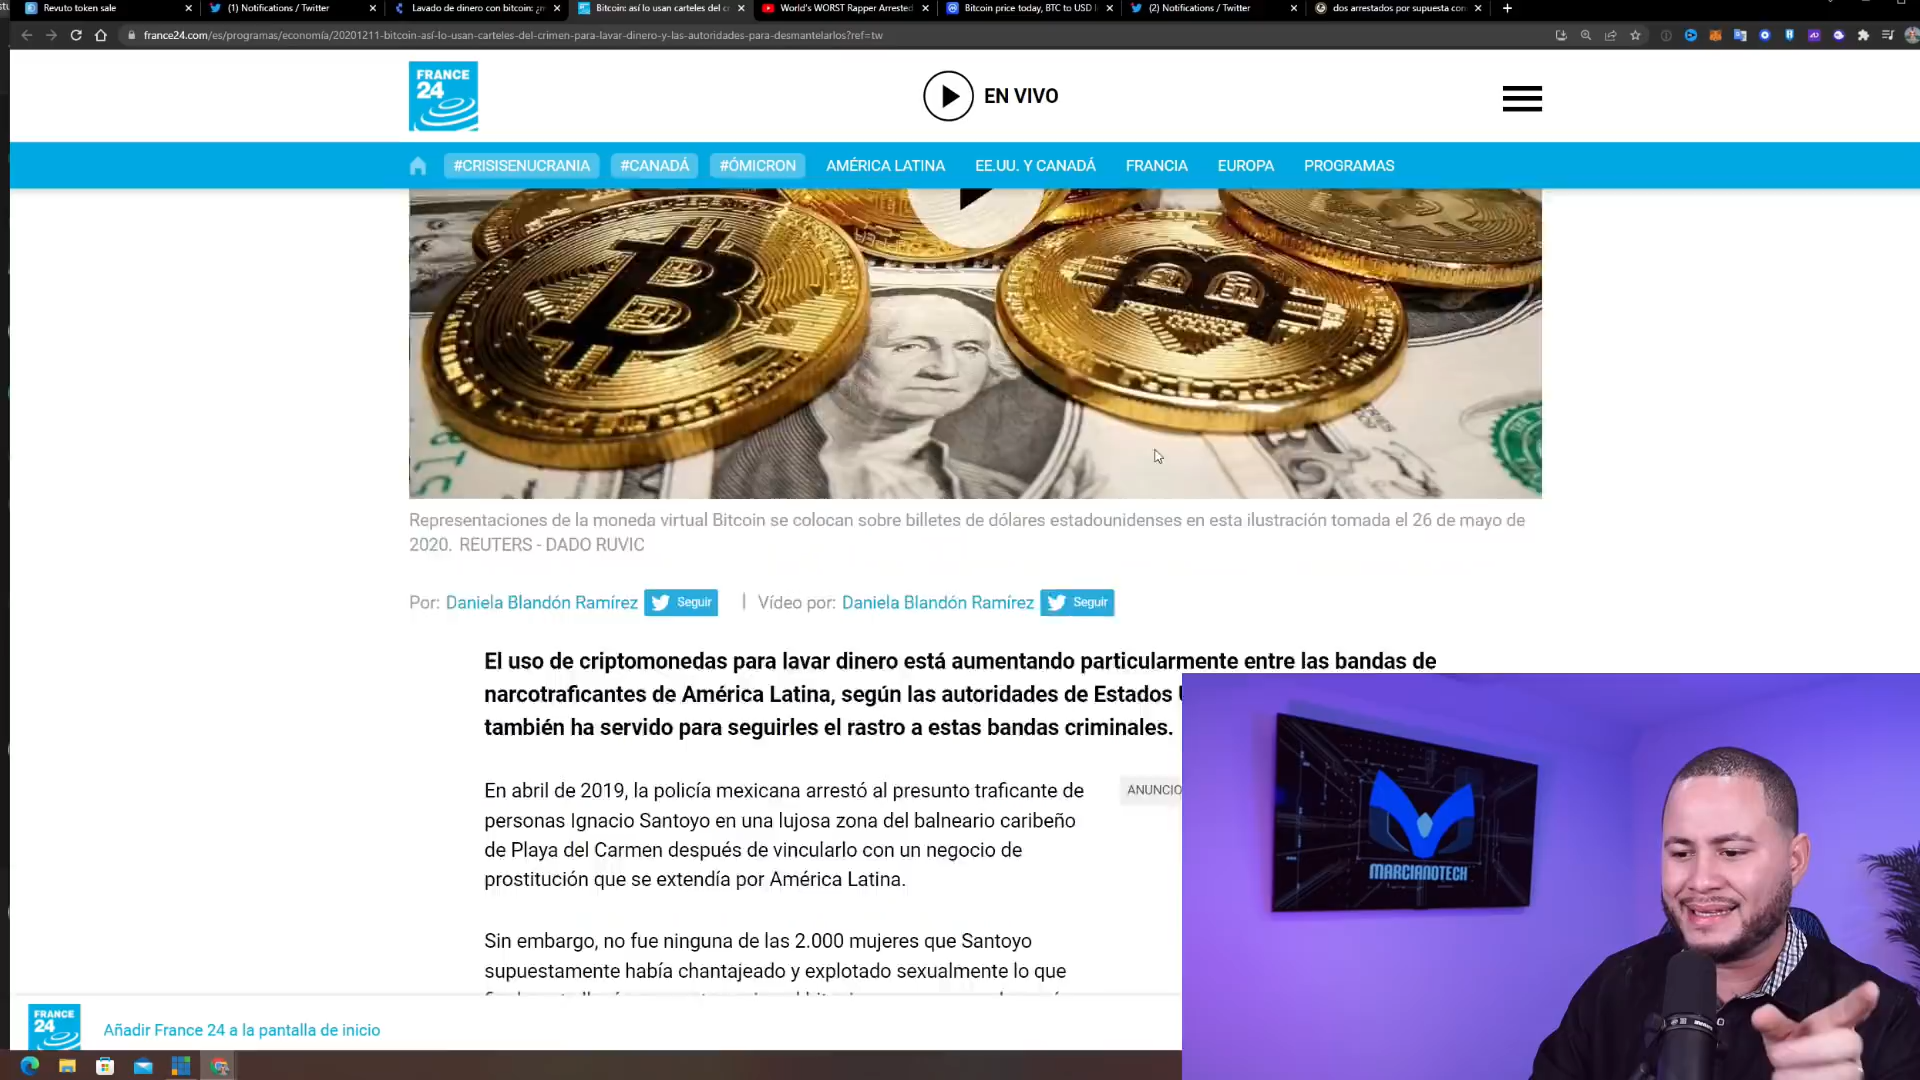 Revuto token sale
(1) Notifications / Twitter
Lavado de dinero con bitcoin: ¿m
Bitcoin: así lo usan carteles del cr
World's WORST Rapper Arrested
Bitcoin price today, BTC to USD l
(2) Notifications / Twitter
dos arrestados por supuesta con
france24.com/es/programas/economía/20201211-bitcoin-así-lo-usan-carteles-del-crimen-para-lavar-dinero-y-las-autoridades-para-desmantelarlos?ref=tw
FRANCE
24
EN VIVO
#CRISISENUCRANIA
#CANADÁ
#ÓMICRON
AMÉRICA LATINA
EE.UU. Y CANADÁ
FRANCIA
EUROPA
PROGRAMAS
Representaciones de la moneda virtual Bitcoin se colocan sobre billetes de dólares estadounidenses en esta ilustración tomada el 26 de mayo de
2020. REUTERS - DADO RUVIC
Por: Daniela Blandón Ramírez Seguir | Vídeo por: Daniela Blandón Ramírez Seguir
El uso de criptomonedas para lavar dinero está aumentando particularmente entre las bandas de
narcotraficantes de América Latina, según las autoridades de Estados
también ha servido para seguirles el rastro a estas bandas criminales.
En abril de 2019, la policía mexicana arrestó al presunto traficante de
personas Ignacio Santoyo en una lujosa zona del balneario caribeño
de Playa del Carmen después de vincularlo con un negocio de
prostitución que se extendía por América Latina.
ANUNCIO
Sin embargo, no fue ninguna de las 2.000 mujeres que Santoyo
supuestamente había chantajeado y explotado sexualmente lo que
MARCIANOTECH
FRANCE
24
Añadir France 24 a la pantalla de inicio